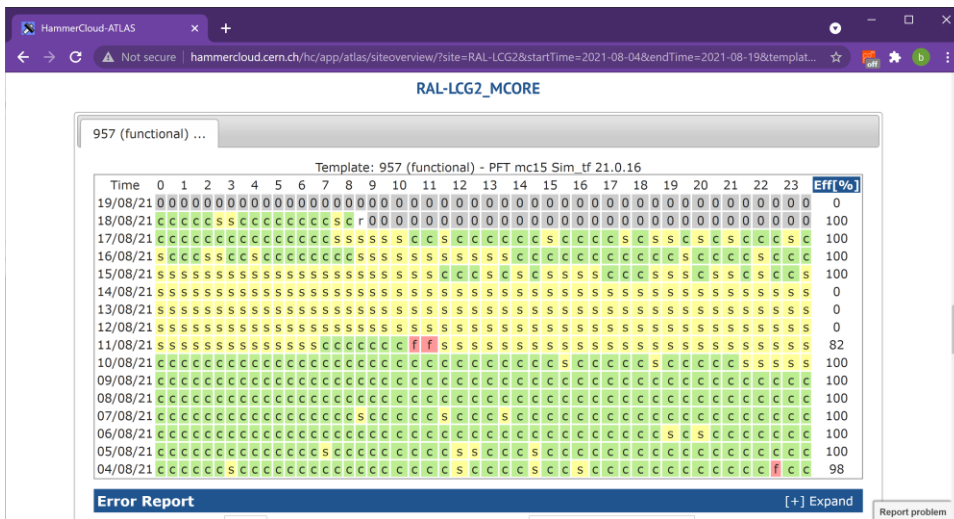 HammerCloud-ATLAS
Not secure | hammercloud.cern.ch/hc/app/atlas/siteoverview/?site=RAL-LCG2&startTime=2021-08-04&endTime=2021-08-19&templat...
off
b
RAL-LCG2_MCORE
957 (functional) ...
Template: 957 (functional) - PFT mc15 Sim_tf 21.0.16
Time 0 1 2 3 4 5 6 7 8 9 10 11 12 13 14 15 16 17 18 19 20 21 22 23 Eff[%]
19/08/21 0 0 0 0 0 0 0 0 0 0 0 0 0 0 0 0 0 0 0 0 0 0 0 0 0 0 0 0 0 0 0 0 0 0 0 0 0 0 0 0 0 0 0 0 0 0 0 0 0
18/08/21 c c c c c s s c c c c c c c c s c r 0 0 0 0 0 0 0 0 0 0 0 0 0 0 0 0 0 0 0 0 0 0 0 0 0 0 0 0 0 0 100
17/08/21 c c c c c c c c c c c c c c c s s s s s s c c s c c c c c c s c c c c s c s s c s c s c c c s c 100
16/08/21 s c c c s s c c s c c c c c c c c s s s s s s s s s s s c c c c c c c c c c c s c c c c s c c c 100
15/08/21 s s s s s s s s s s s s s s s s s s s s s s s c c c s c s c s s s s c c c s s s c s s c s c c s 100
14/08/21 s s s s s s s s s s s s s s s s s s s s s s s s s s s s s s s s s s s s s s s s s s s s s s s s 0
13/08/21 s s s s s s s s s s s s s s s s s s s s s s s s s s s s s s s s s s s s s s s s s s s s s s s s 0
12/08/21 s s s s s s s s s s s s s s s s s s s s s s s s s s s s s s s s s s s s s s s s s s s s s s s s 0
11/08/21 s s s s s s s s s s s s s s c c c c c c c f f s s s s s s s s s s s s s s s s s s s s s s s s s 82
10/08/21 c c c c c c c c c c c c c c c c c c c c c c c c c c c c c c c s c c c c c s c c c c c s s s s s 100
09/08/21 c c c c c c c c c c c c c c c c c c c c c c c c c c c c c c c c c c c c c c c c c c c c c c c c 100
08/08/21 c c c c c c c c c c c c c c c c c c c c c c c c c c c c c c c c c c c c c c c c c c c c c c c c 100
07/08/21 c c c c c c c c c c c c c c c c c s c c c c c s c c c s c c c c c c c c c c c c c c c c c c c c 100
06/08/21 c c c c c c c c c c c c c c c c c c c c c c c c c c c c c c c c c c c c c c s c s c c c c c c c 100
05/08/21 c c c c c c c c c c c c c c s c c c c c c c c c s s c c c s c c c c c c c c c c c c c c c c c c 100
04/08/21 c c c c c c s c c c c c c c c c c c c c c c c c s c c c c s c c s c c c c c c c c c c c c f c c 98
Error Report [+] Expand
Report problem